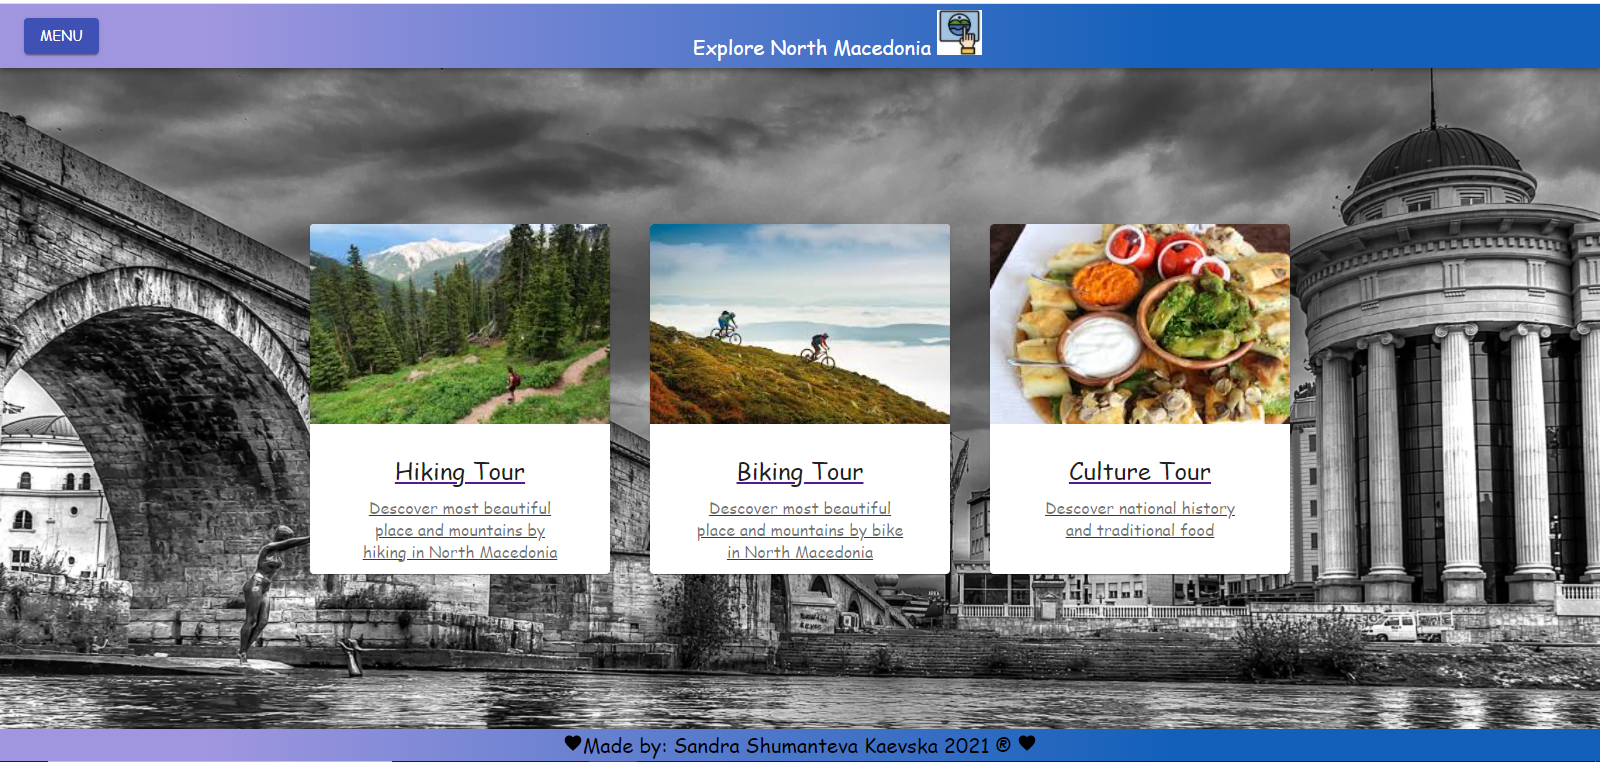 MENU
Explore North Macedonia
Hiking Tour
Descover most beautiful
place and mountains by
hiking in North Macedonia
Biking Tour
Descover most beautiful
place and mountains by bike
in North Macedonia
Culture Tour
Descover national history
and traditional food
♥Made by: Sandra Shumanteva Kaevska 2021 ® ♥